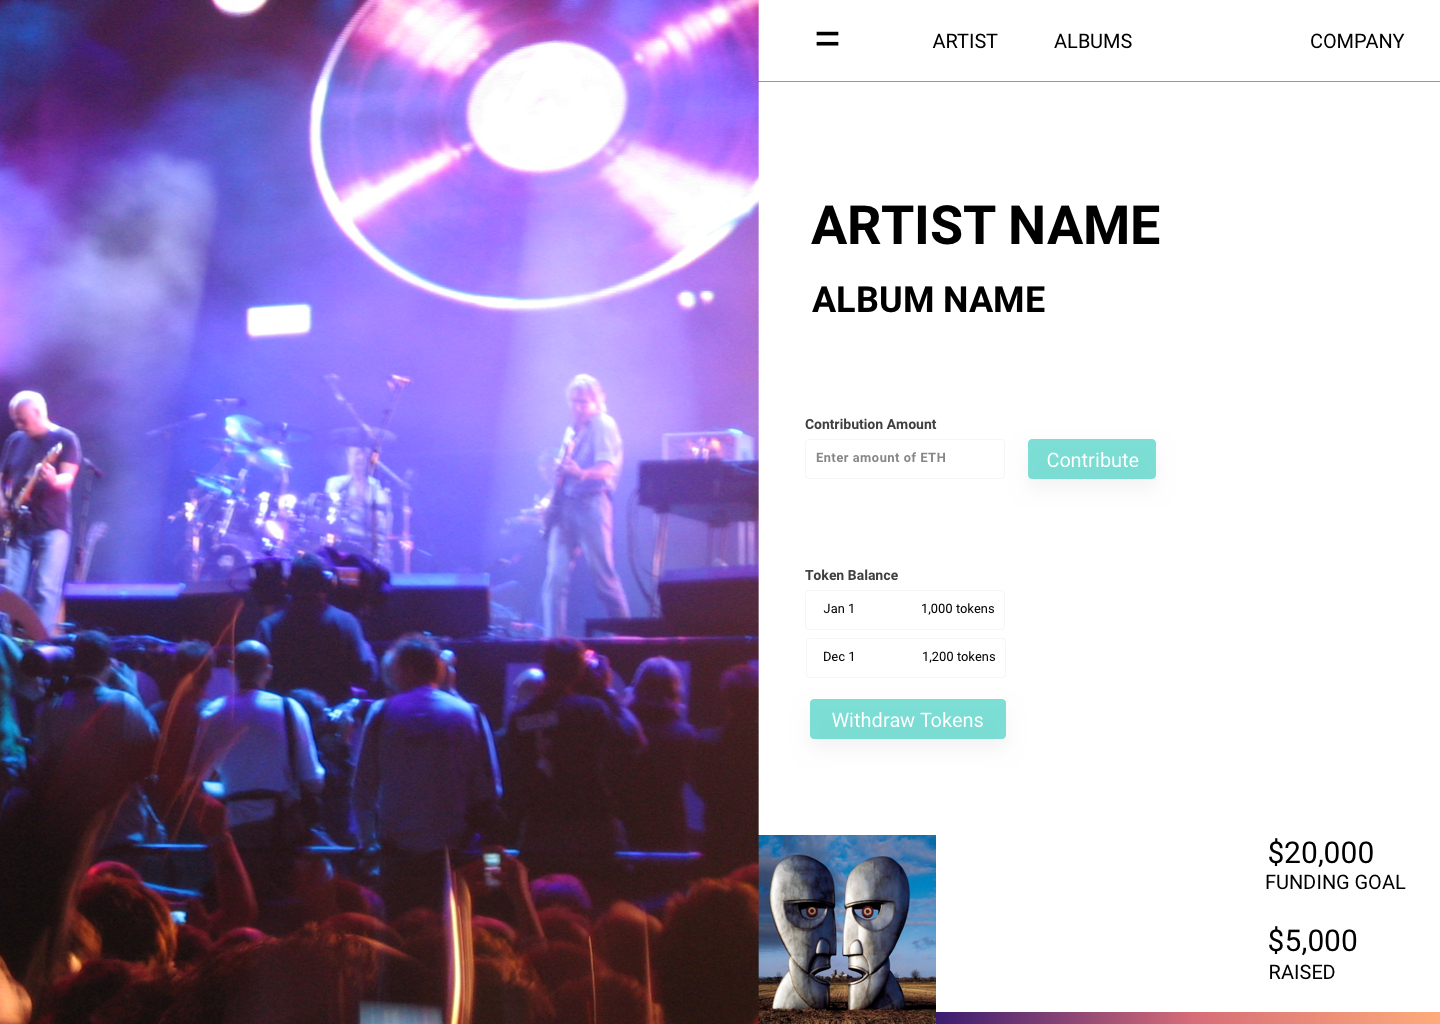 ARTIST ALBUMS COMPANY
ARTIST NAME
ALBUM NAME
Contribution Amount
Enter amount of ETH Contribute
Token Balance
Jan 1 1,000 tokens
Dec 1 1,200 tokens
Withdraw Tokens
$20,000
FUNDING GOAL
$5,000
RAISED